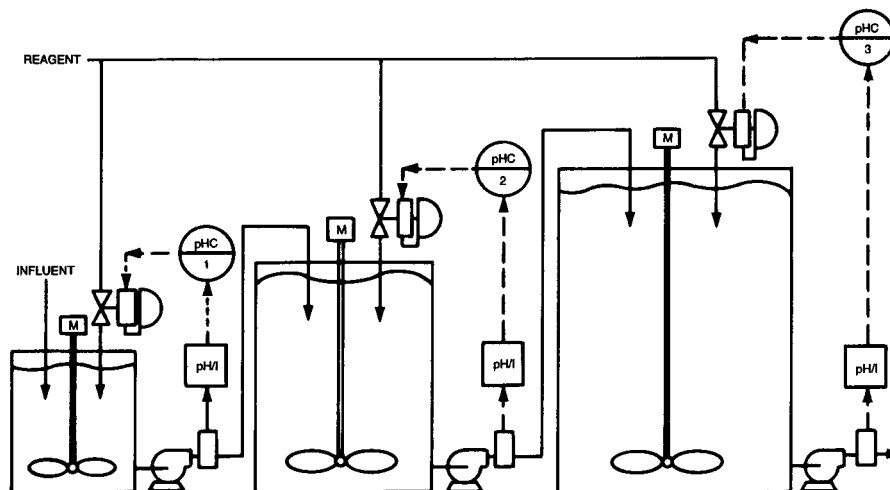 pHC
3
REAGENT
M
pHC
2
M
pHC
1
INFLUENT
M
pH/I
pH/I
pH/I